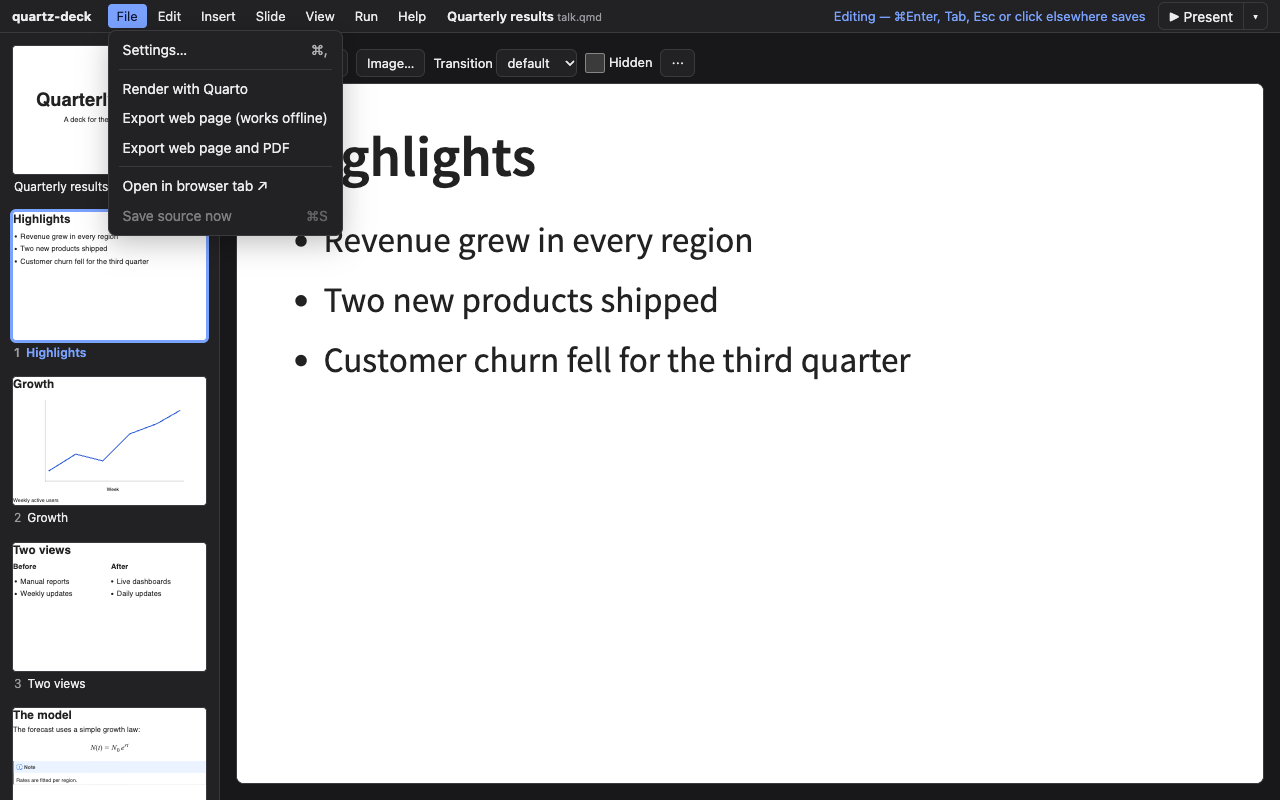 quartz-deck File Edit Insert Slide View Run Help Quarterly results talk.qmd Editing — ⌘Enter, Tab, Esc or click elsewhere saves ▶ Present ▾
Settings... ⌘,
Render with Quarto
Export web page (works offline)
Export web page and PDF
Open in browser tab ↗
Save source now ⌘S
Image... Transition default Hidden ···
A deck for the
Quarterly results
Highlights
• Revenue grew in every region
• Two new products shipped
• Customer churn fell for the third quarter
1 Highlights
Growth
Week
Weekly active users
2 Growth
Two views
Before After
• Manual reports • Live dashboards
• Weekly updates • Daily updates
3 Two views
The model
The forecast uses a simple growth law:
N(t) = N₀ eʳᵗ
Note
Rates are fitted per region.
ghlights
• Revenue grew in every region
• Two new products shipped
• Customer churn fell for the third quarter